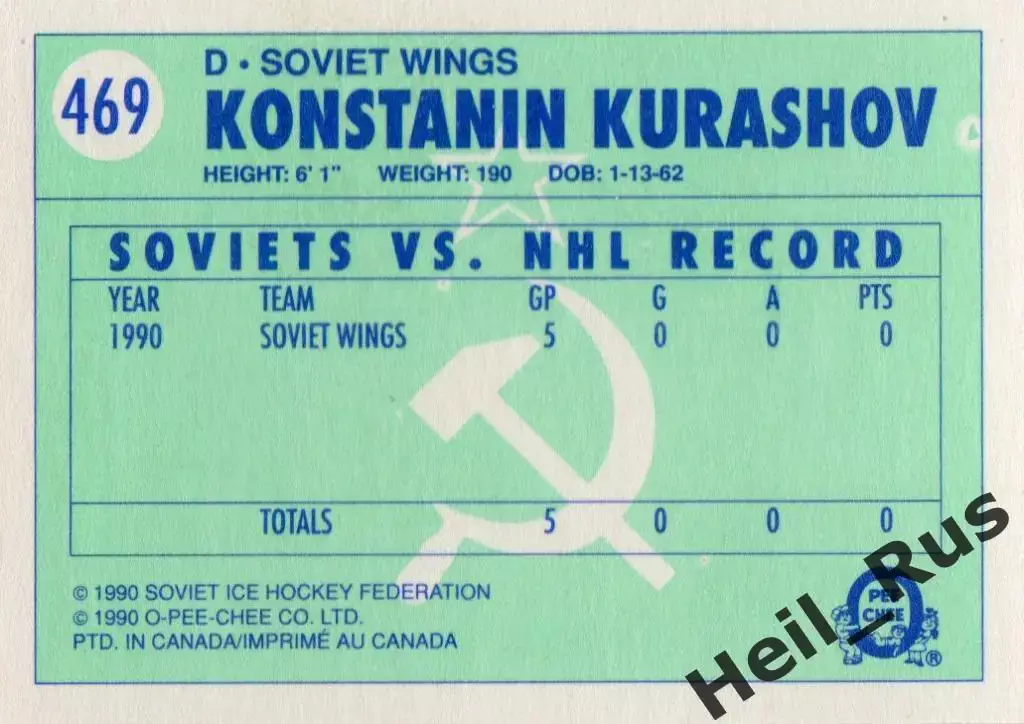 469
D • SOVIET WINGS
KONSTANIN KURASHOV
HEIGHT: 6' 1" WEIGHT: 190 DOB: 1-13-62
SOVIETS VS. NHL RECORD
YEAR TEAM GP G A PTS
1990 SOVIET WINGS 5 0 0 0
TOTALS 5 0 0 0
© 1990 SOVIET ICE HOCKEY FEDERATION
© 1990 O-PEE-CHEE CO. LTD.
PTD. IN CANADA/IMPRIMÉ AU CANADA
O
PEE
CHEE
®
Heil_Rus